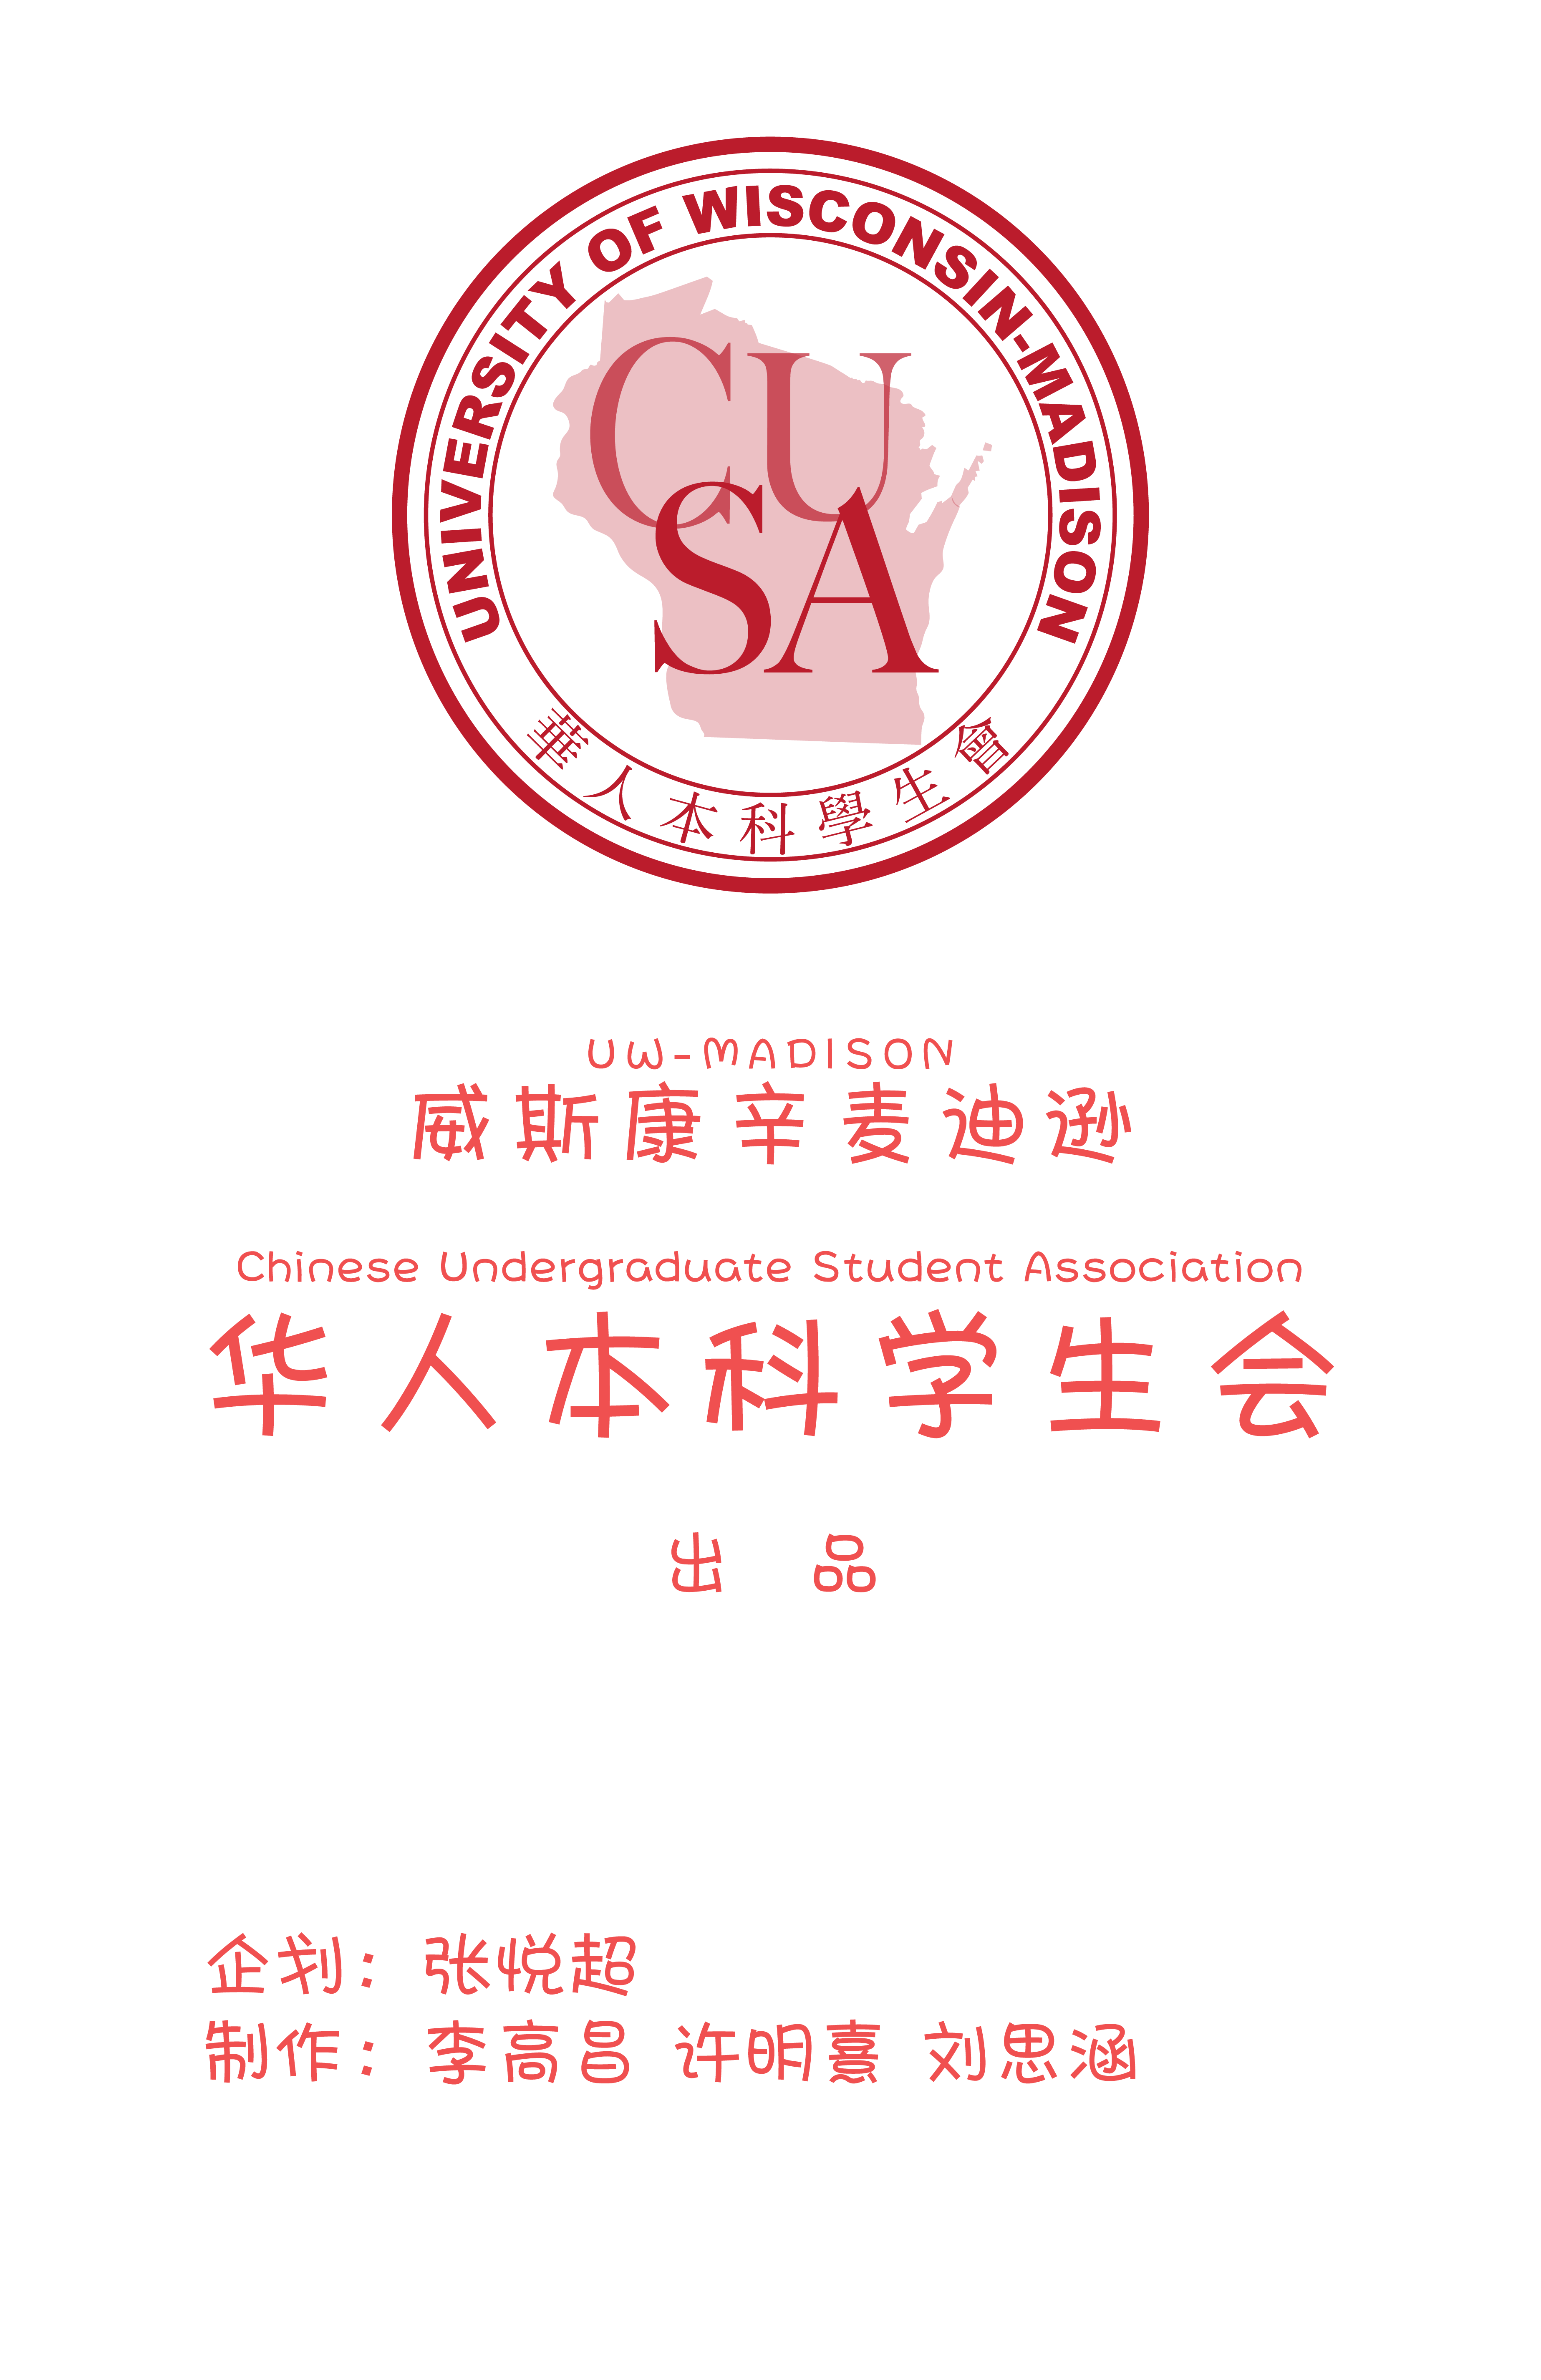 UNIVERSITY OF WISCONSIN-MADISON
CU
SA
華人本科學生會
UW-MADISON
威斯康辛麦迪逊
Chinese Undergraduate Student Association
华人本科学生会
出 品
企划： 张悦超
制作： 李高昌 许明熹 刘思涵